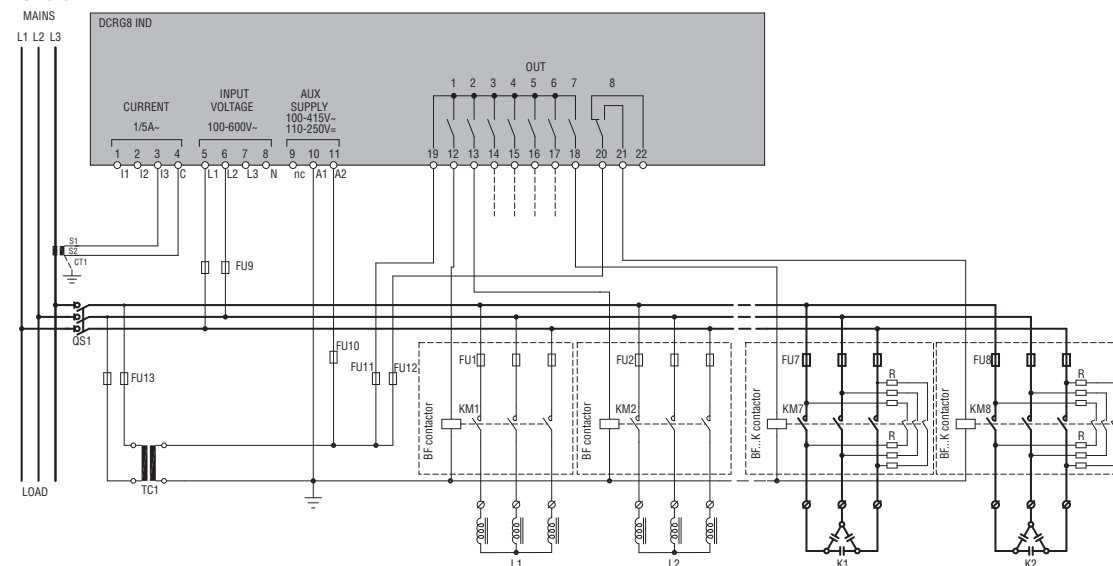 MAINS
L1 L2 L3
DCRG8 IND
OUT
1 2 3 4 5 6 7 8
CURRENT
1/5A~
INPUT
VOLTAGE
100-600V~
AUX
SUPPLY
100-415V~
110-250V=
1 2 3 4 5 6 7 8 9 10 11 19 12 13 14 15 16 17 18 20 21 22
I1 I2 I3 C L1 L2 L3 N nc A1 A2
S1
S2
CT1
FU9
QS1
FU10
FU11
FU12
FU13
TC1
LOAD
FU1
KM1
BF contactor
FU2
KM2
BF contactor
FU7
KM7
BF...K contactor
R
R
FU8
KM8
BF...K contactor
R
R
L1
L2
K1
K2